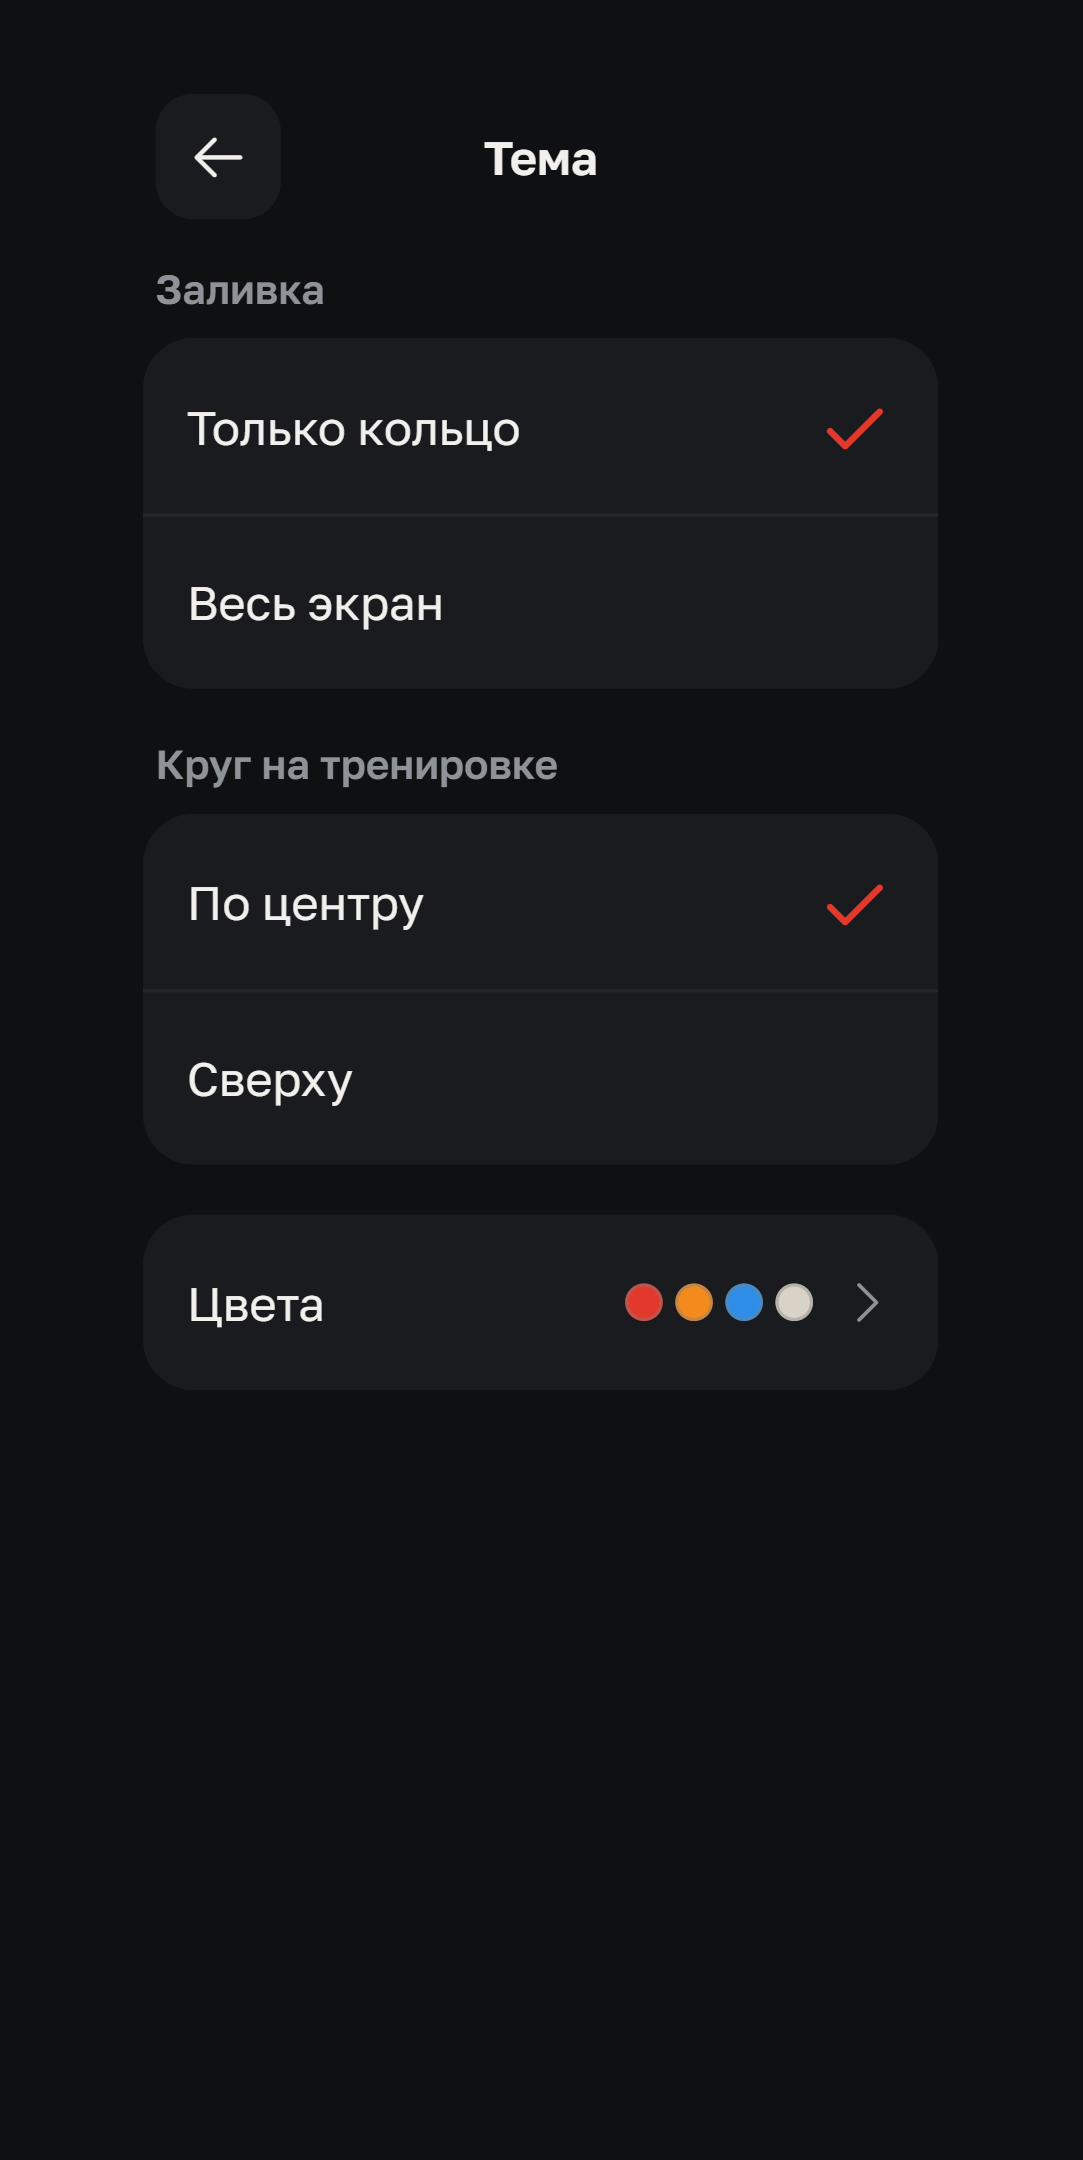 Тема
Заливка
Только кольцо
Весь экран
Круг на тренировке
По центру
Сверху
Цвета